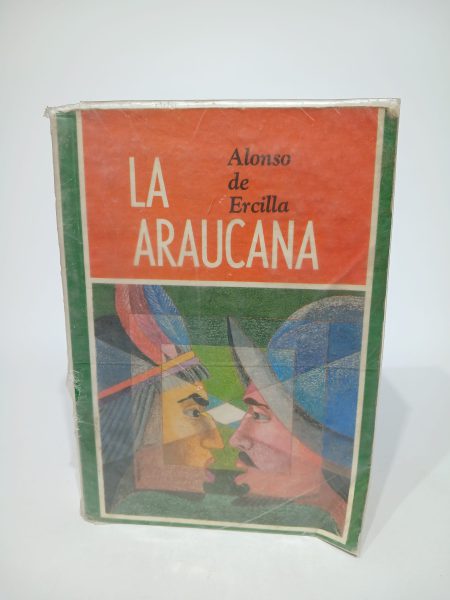 LA
ARAUCANA
Alonso
de
Ercilla